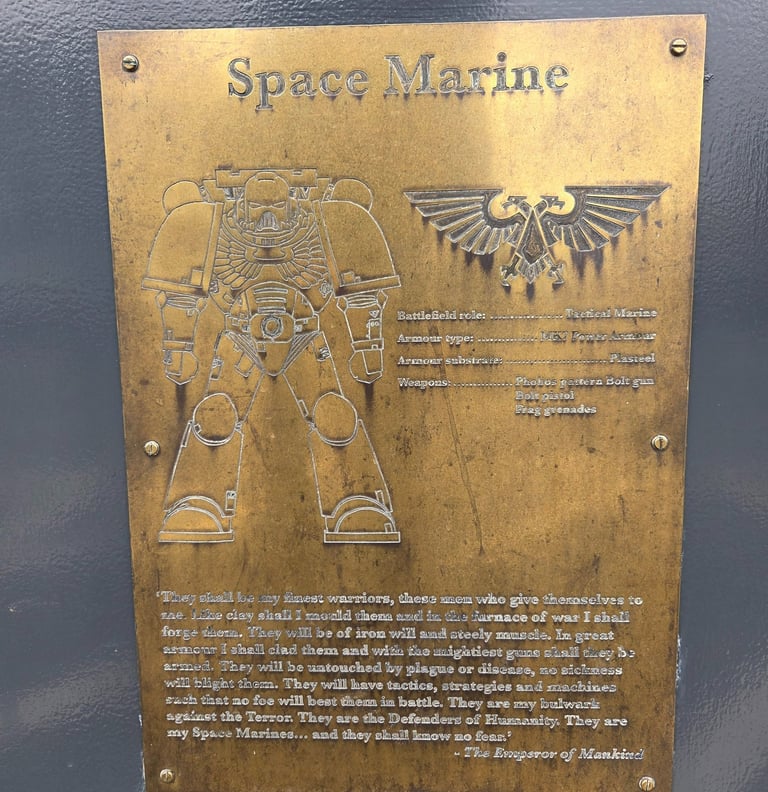 Space Marine
Battlefield role: .................. Tactical Marine
Armour type: ............... Power Armour
Armour substrate: .......................... Plasteel
Weapons: ............... Phobos pattern Bolt gun
Bolt pistol
Frag grenades
'They shall be my finest warriors, these men who give themselves to
me. Like clay shall I mould them and in the furnace of war I shall
forge them. They will be of iron will and steely muscle. In great
armour I shall clad them and with the mightiest guns shall they be
armed. They will be untouched by plague or disease, no sickness
will blight them. They will have tactics, strategies and machines
such that no foe will best them in battle. They are my bulwark
against the Terror. They are the Defenders of Humanity. They are
my Space Marines... and they shall know no fear.'
- The Emperor of Mankind